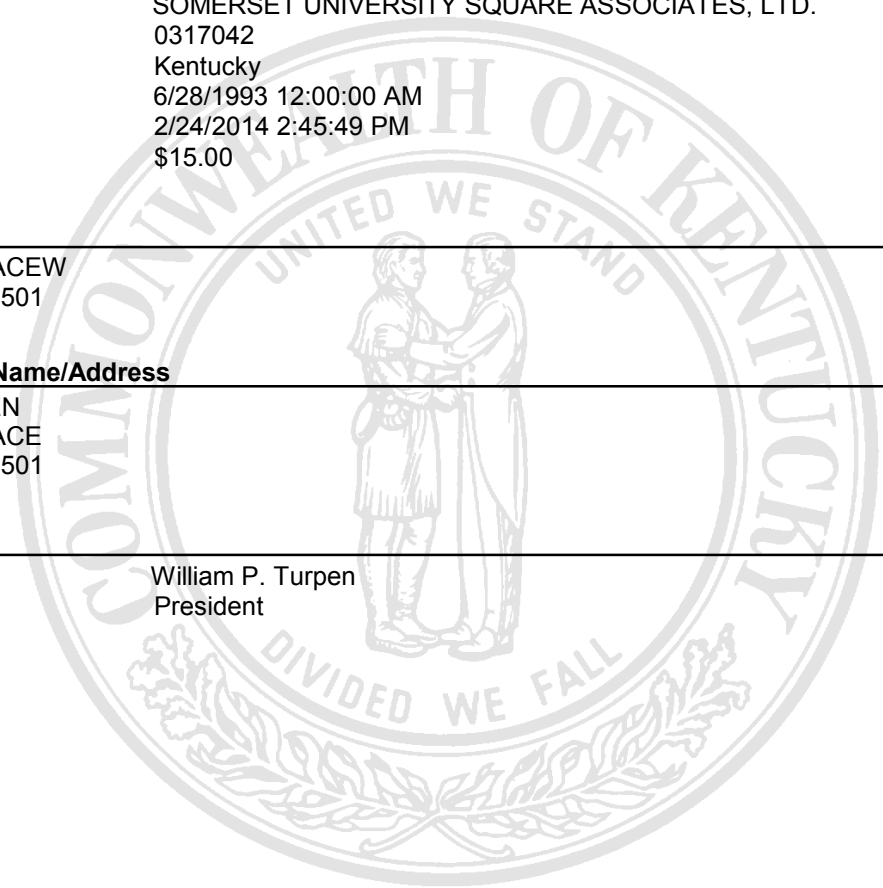 SOMERSET UNIVERSITY SQUARE ASSOCIATES, LTD.
0317042
Kentucky
6/28/1993 12:00:00 AM
2/24/2014 2:45:49 PM
$15.00
ACEW
501
Name/Address
EN
ACE
501
William P. Turpen
President
COMMONWEALTH OF KENTUCKY
UNITED WE STAND
DIVIDED WE FALL